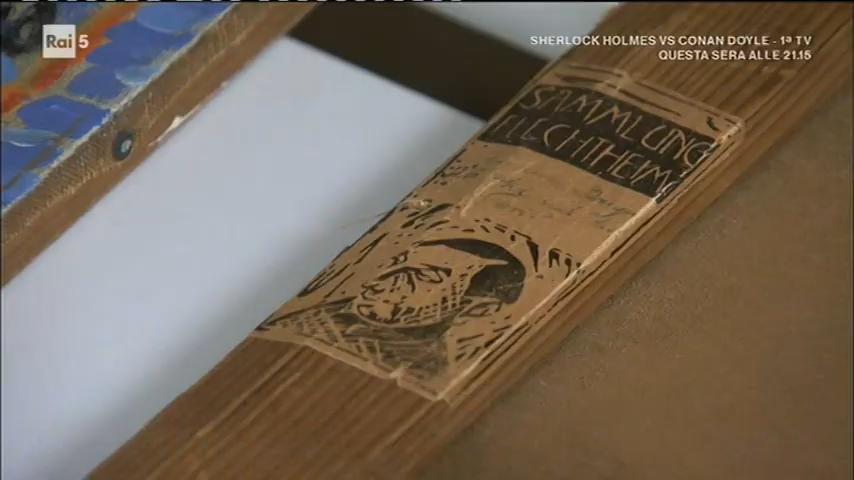 Rai 5
SHERLOCK HOLMES VS CONAN DOYLE - 1ª TV
QUESTA SERA ALLE 21.15
SAMMLUNG
FLECHTHEIM